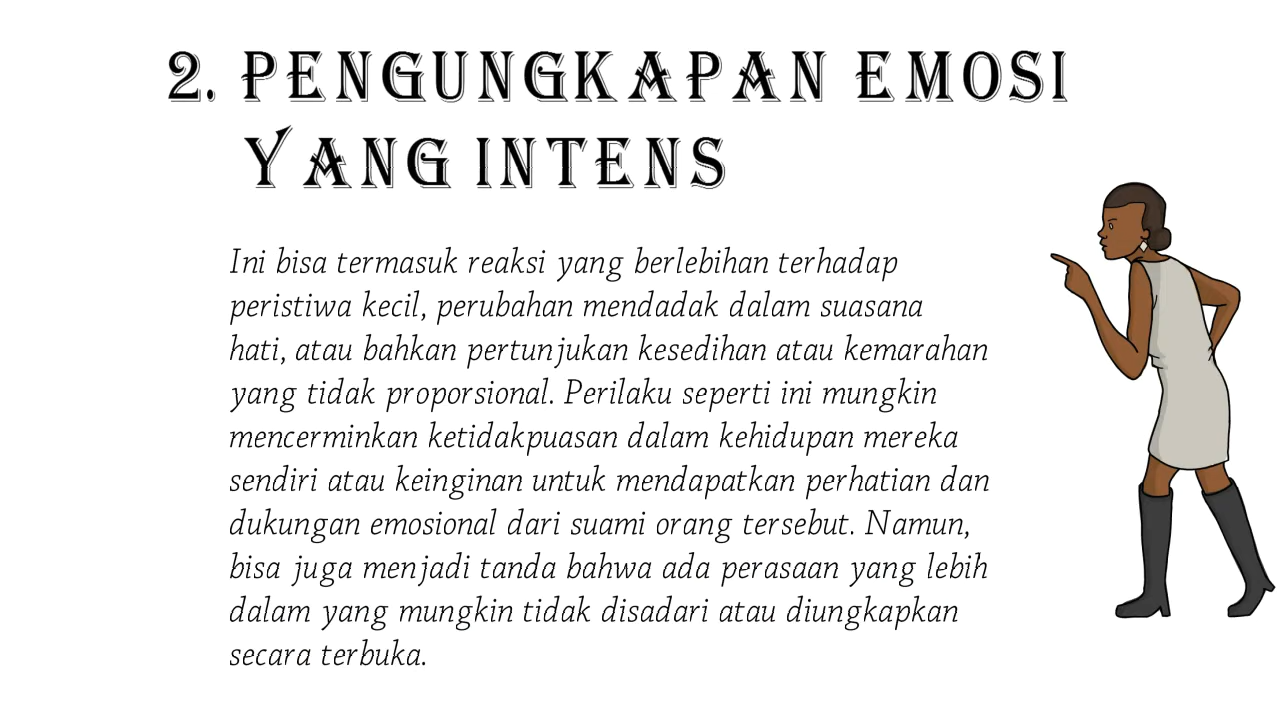 2. PENGUNGKAPAN EMOSI
YANG INTENS
Ini bisa termasuk reaksi yang berlebihan terhadap
peristiwa kecil, perubahan mendadak dalam suasana
hati, atau bahkan pertunjukan kesedihan atau kemarahan
yang tidak proporsional. Perilaku seperti ini mungkin
mencerminkan ketidakpuasan dalam kehidupan mereka
sendiri atau keinginan untuk mendapatkan perhatian dan
dukungan emosional dari suami orang tersebut. Namun,
bisa juga menjadi tanda bahwa ada perasaan yang lebih
dalam yang mungkin tidak disadari atau diungkapkan
secara terbuka.